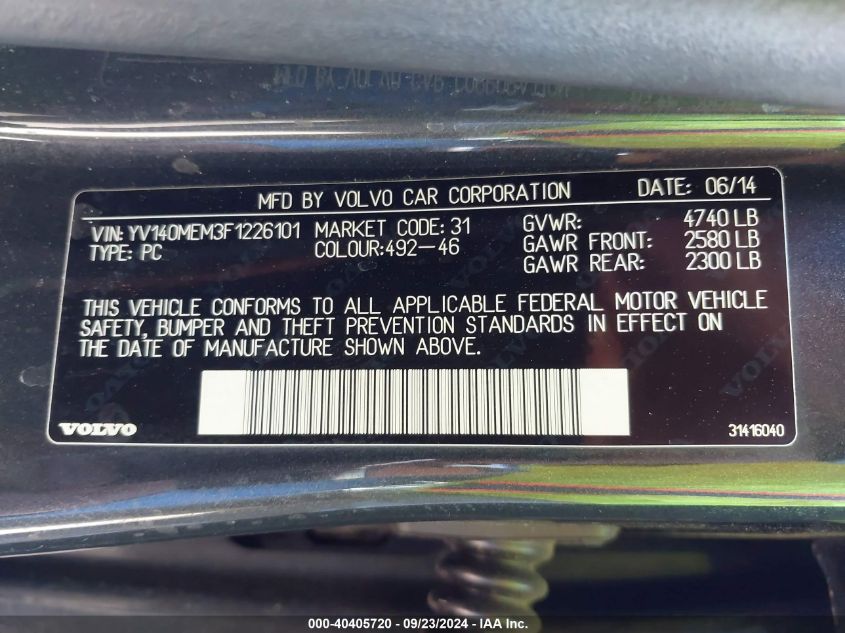 MFD BY VOLVO CAR CORPORATION DATE: 06/14
VIN: YV140MEM3F1226101 MARKET CODE: 31 GVWR: 4740 LB
TYPE: PC COLOUR:492-46 GAWR FRONT: 2580 LB
GAWR REAR: 2300 LB
THIS VEHICLE CONFORMS TO ALL APPLICABLE FEDERAL MOTOR VEHICLE
SAFETY, BUMPER AND THEFT PREVENTION STANDARDS IN EFFECT ON
THE DATE OF MANUFACTURE SHOWN ABOVE.
VOLVO 31416040
000-40405720 - 09/23/2024 - IAA Inc.